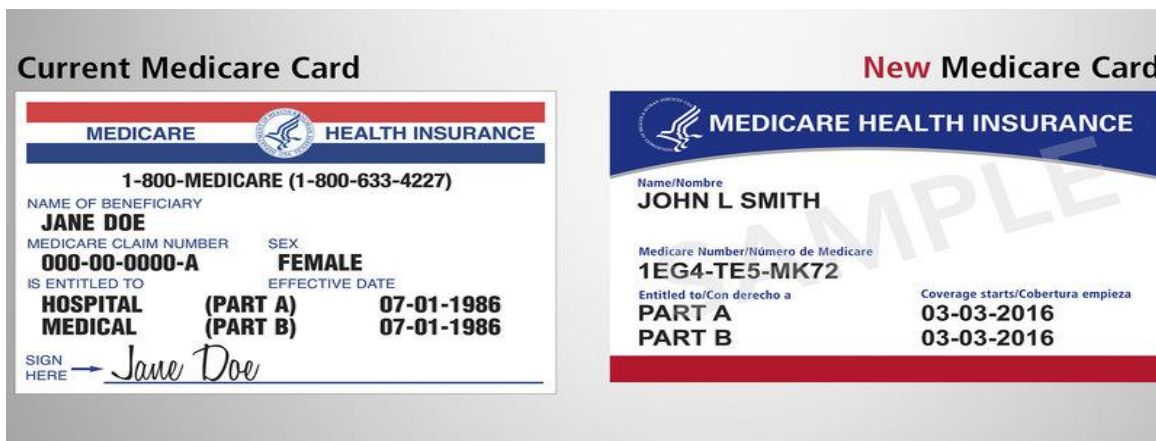 Current Medicare Card
MEDICARE HEALTH INSURANCE
1-800-MEDICARE (1-800-633-4227)
NAME OF BENEFICIARY
JANE DOE
MEDICARE CLAIM NUMBER SEX
000-00-0000-A FEMALE
IS ENTITLED TO EFFECTIVE DATE
HOSPITAL (PART A) 07-01-1986
MEDICAL (PART B) 07-01-1986
SIGN
HERE Jane Doe
New Medicare Card
MEDICARE HEALTH INSURANCE
Name/Nombre
JOHN L SMITH
Medicare Number/Número de Medicare
1EG4-TE5-MK72
Entitled to/Con derecho a Coverage starts/Cobertura empieza
PART A 03-03-2016
PART B 03-03-2016
SAMPLE